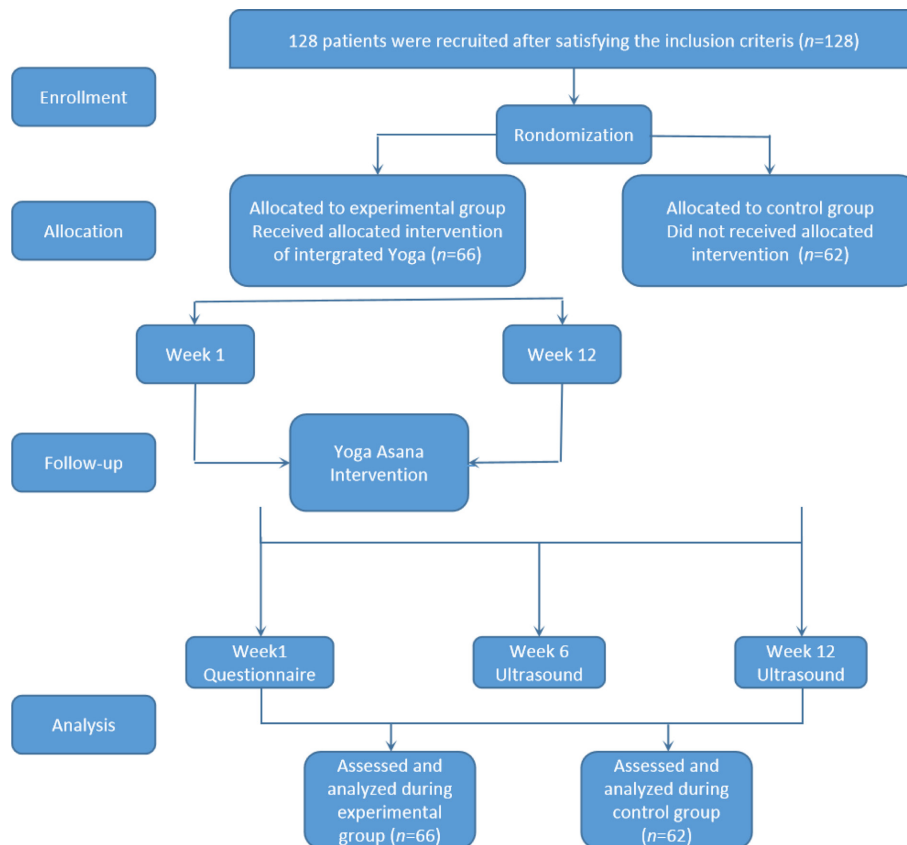 128 patients were recruited after satisfying the inclusion criteris (n=128)
Enrollment
Rondomization
Allocated to experimental group
Received allocated intervention
of intergrated Yoga (n=66)
Allocated to control group
Did not received allocated
intervention (n=62)
Allocation
Week 1
Week 12
Yoga Asana
Intervention
Follow-up
Week1
Questionnaire
Week 6
Ultrasound
Week 12
Ultrasound
Analysis
Assessed and
analyzed during
experimental
group (n=66)
Assessed and
analyzed during
control group
(n=62)